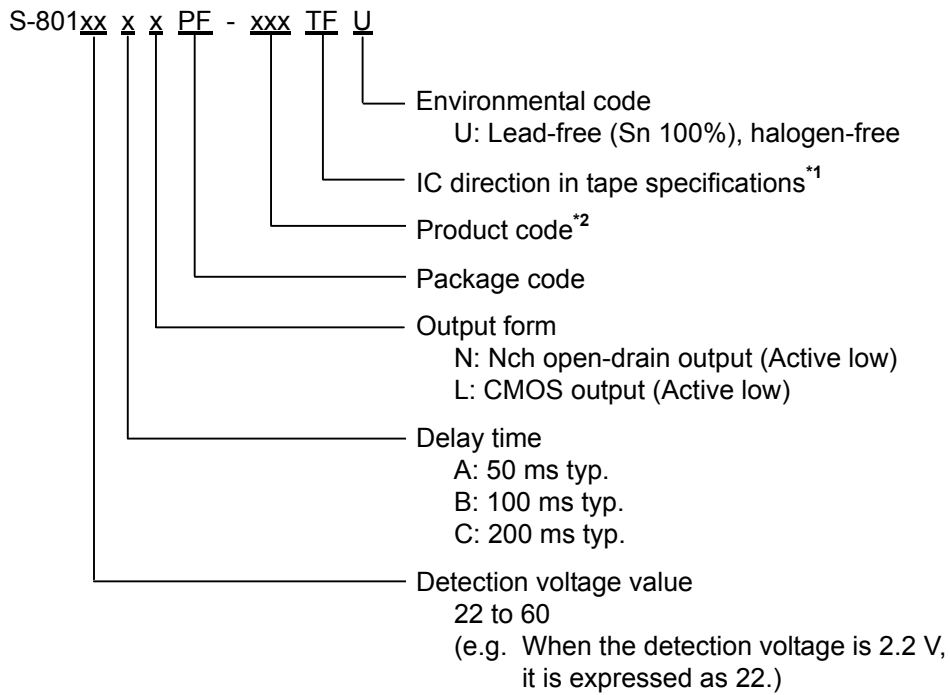 S-801xx x x PF - xxx TF U
Environmental code
U: Lead-free (Sn 100%), halogen-free
IC direction in tape specifications*1
Product code*2
Package code
Output form
N: Nch open-drain output (Active low)
L: CMOS output (Active low)
Delay time
A: 50 ms typ.
B: 100 ms typ.
C: 200 ms typ.
Detection voltage value
22 to 60
(e.g. When the detection voltage is 2.2 V,
it is expressed as 22.)